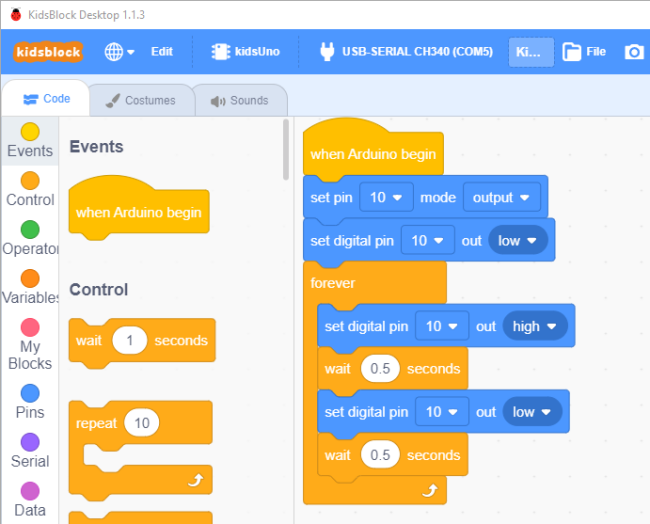 KidsBlock Desktop 1.1.3
kidsblock
Edit
kidsUno
USB-SERIAL CH340 (COM5)
Ki...
File
Code
Costumes
Sounds
Events
Control
Operator
Variables
My
Blocks
Pins
Serial
Data
Events
when Arduino begin
Control
wait 1 seconds
repeat 10
when Arduino begin
set pin 10 mode output
set digital pin 10 out low
forever
set digital pin 10 out high
wait 0.5 seconds
set digital pin 10 out low
wait 0.5 seconds